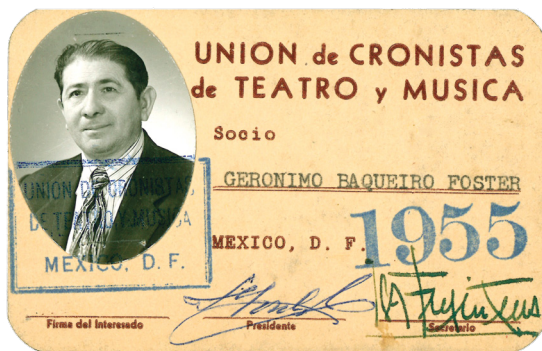 UNION de CRONISTAS
de TEATRO y MUSICA
Socio
GERONIMO BAQUEIRO FOSTER
MEXICO, D. F.
1955
UNION DE CRONISTAS
DE TEATRO Y MUSICA
MEXICO, D. F.
Firma del Interesado
Presidente
Secretario